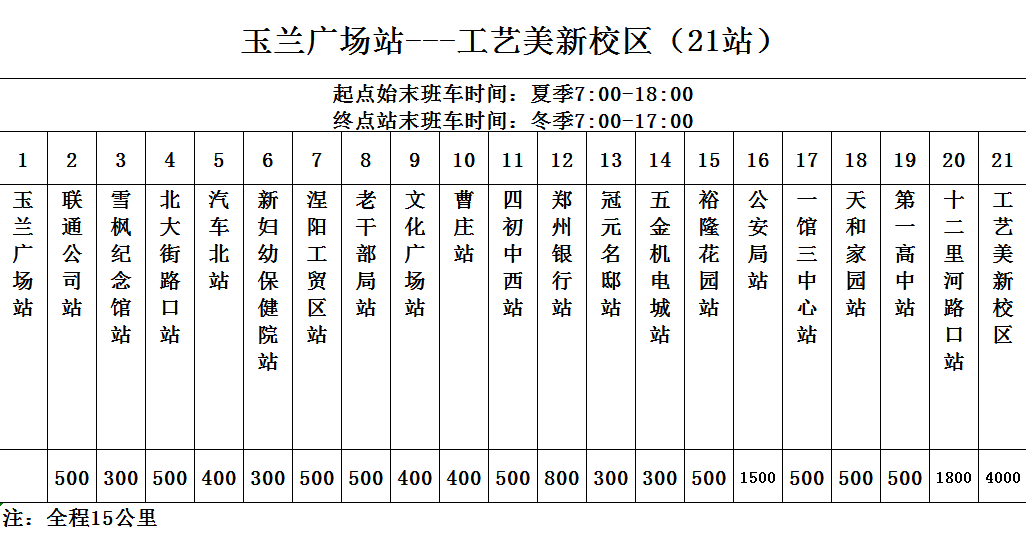 玉兰广场站---工艺美新校区（21站）
起点始末班车时间：夏季7:00-18:00
终点站末班车时间：冬季7:00-17:00
1 2 3 4 5 6 7 8 9 10 11 12 13 14 15 16 17 18 19 20 21
玉兰广场站
联通公司站
雪枫纪念馆站
北大街路口站
汽车北站
新妇幼保健院站
涅阳工贸区站
老干部局站
文化广场站
曹庄站
四初中西站
郑州银行站
冠元名邸站
五金机电城站
裕隆花园站
公安局站
一馆三中心站
天和家园站
第一高中站
十二里河路口站
工艺美新校区
500 300 500 400 300 500 500 400 400 500 800 300 300 500 1500 500 500 500 1800 4000
注：全程15公里